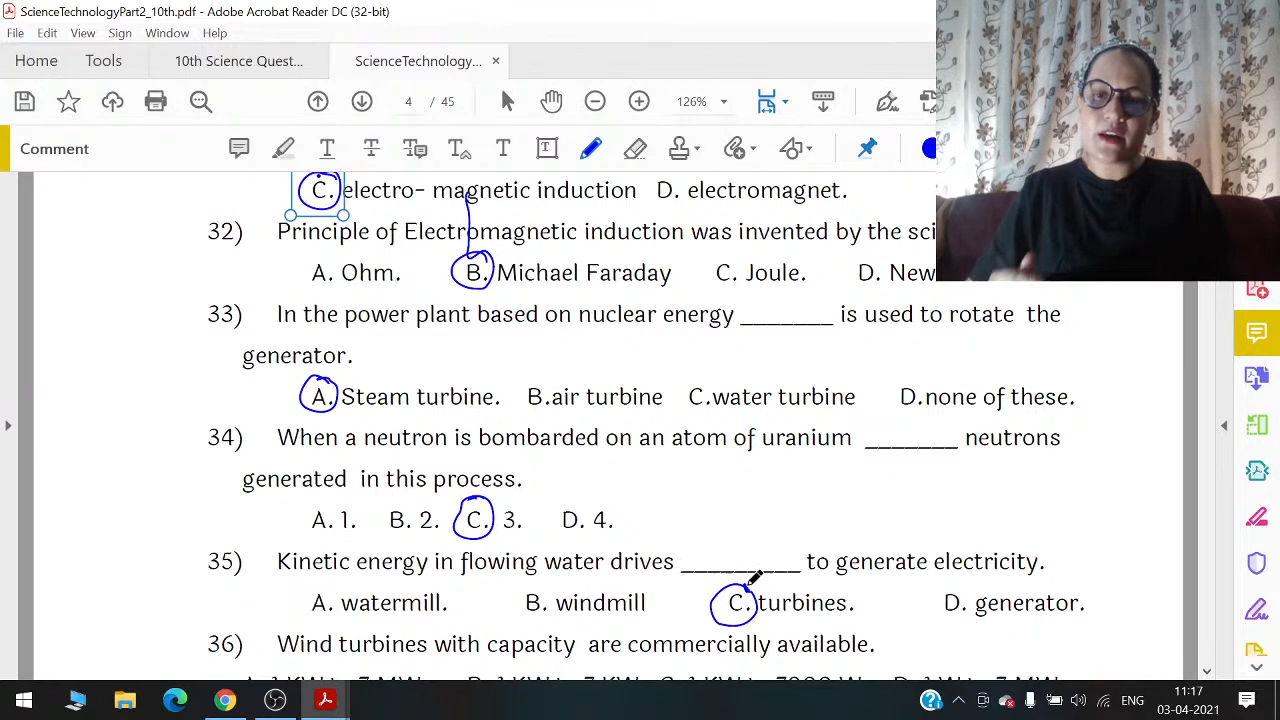 ScienceTechnologyPart2_10th.pdf - Adobe Acrobat Reader DC (32-bit)
File Edit View Sign Window Help
Home Tools 10th Science Quest... ScienceTechnology... ×
4 / 45 126%
Comment
C. electro- magnetic induction D. electromagnet.
32) Principle of Electromagnetic induction was invented by the sci
A. Ohm. B. Michael Faraday C. Joule. D. New
33) In the power plant based on nuclear energy _______ is used to rotate the
generator.
A. Steam turbine. B.air turbine C.water turbine D.none of these.
34) When a neutron is bombarded on an atom of uranium _______ neutrons
generated in this process.
A. 1. B. 2. C. 3. D. 4.
35) Kinetic energy in flowing water drives _________ to generate electricity.
A. watermill. B. windmill C. turbines. D. generator.
36) Wind turbines with capacity are commercially available.
ENG
11:17
03-04-2021